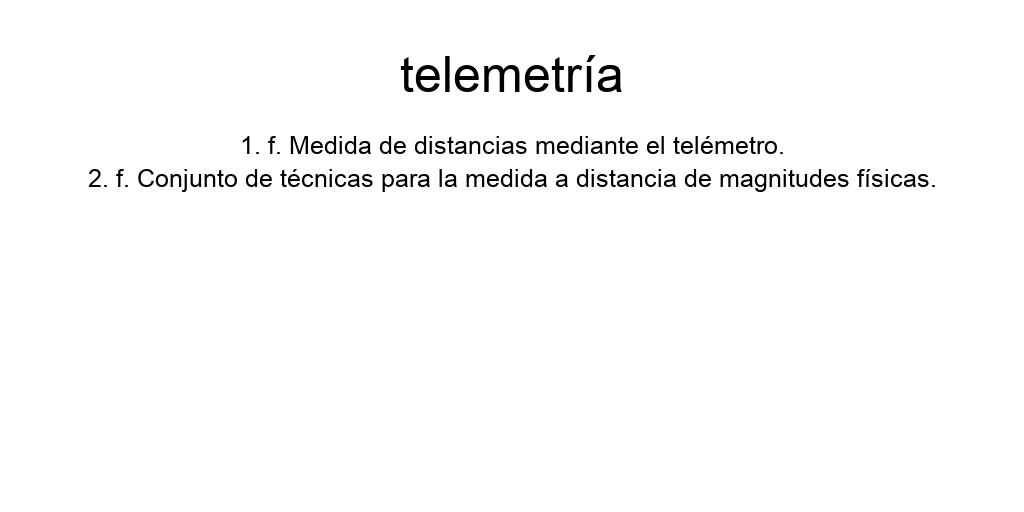 telemetría
1. f. Medida de distancias mediante el telémetro.
2. f. Conjunto de técnicas para la medida a distancia de magnitudes físicas.